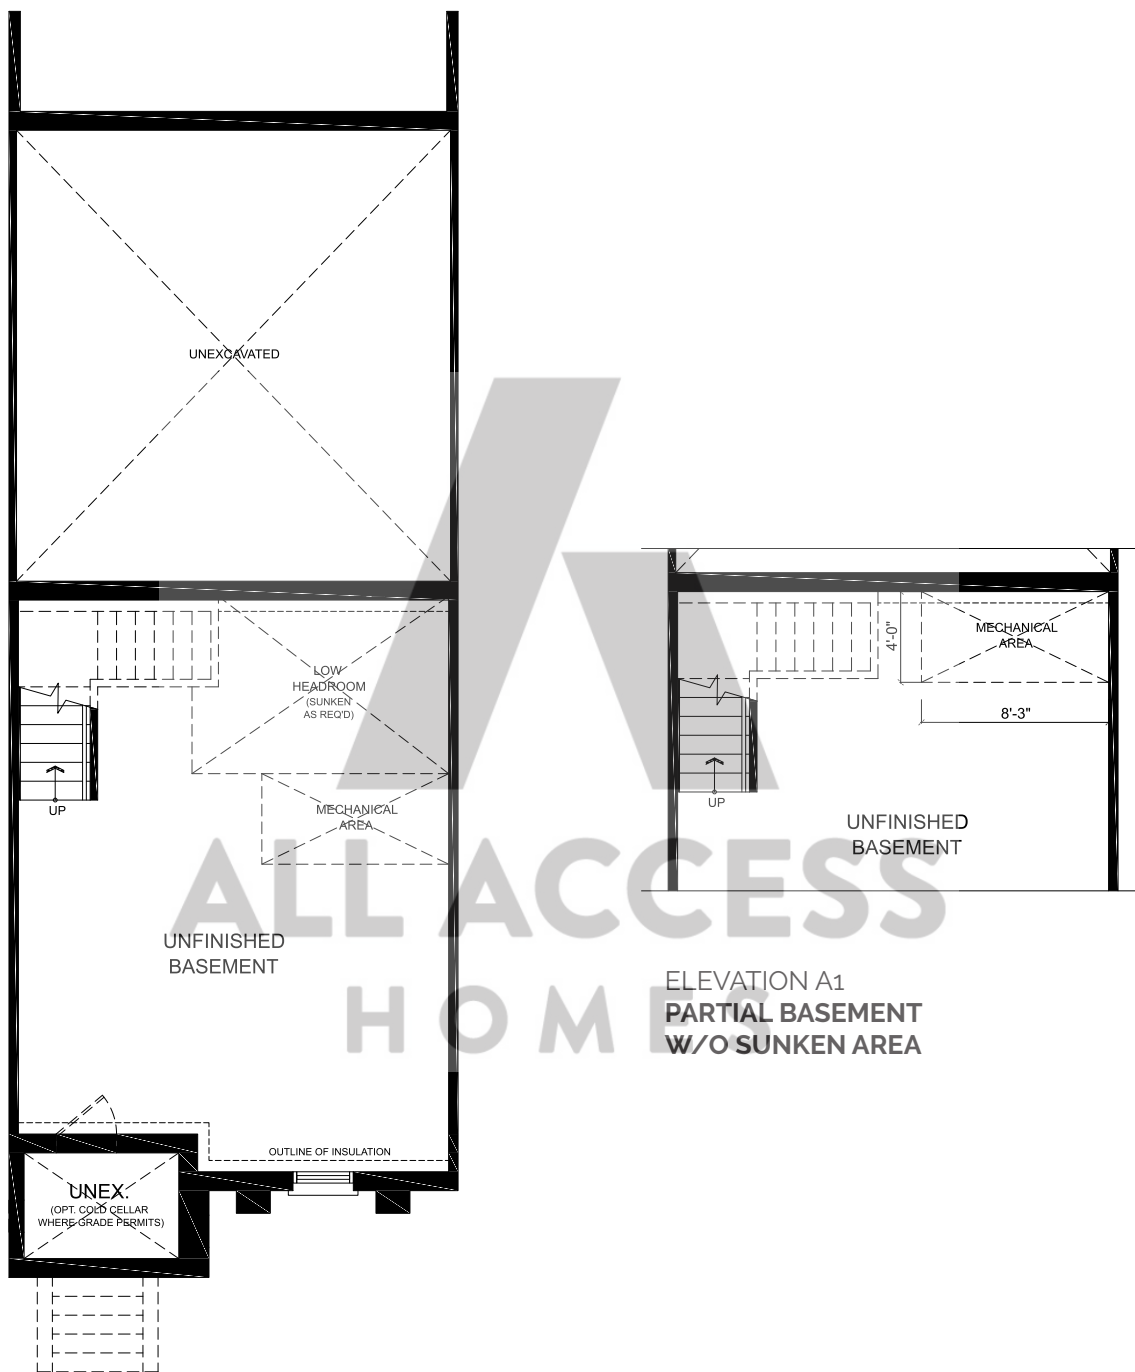 UNEXCAVATED
LOW
HEADROOM
(SUNKEN
AS REQ'D)
MECHANICAL
AREA
UP
UNFINISHED
BASEMENT
OUTLINE OF INSULATION
UNEX.
(OPT. COLD CELLAR
WHERE GRADE PERMITS)
4'-0"
MECHANICAL
AREA
8'-3"
UP
UNFINISHED
BASEMENT
ELEVATION A1
PARTIAL BASEMENT
W/O SUNKEN AREA
ALL ACCESS
HOMES